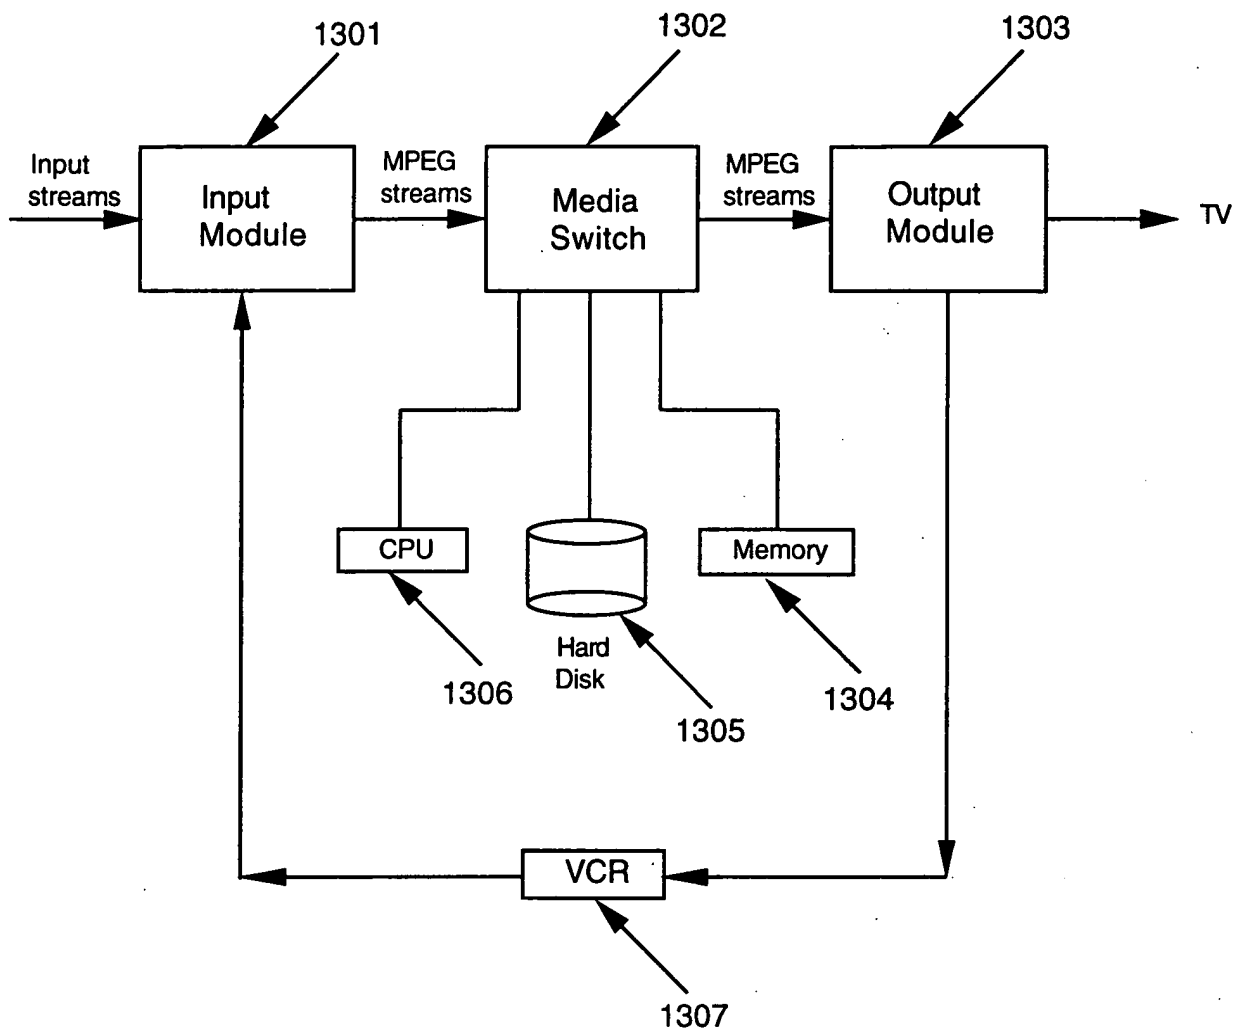 1301
1302
1303
Input
streams
Input
Module
MPEG
streams
Media
Switch
MPEG
streams
Output
Module
TV
CPU
Memory
Hard
Disk
1306
1305
1304
VCR
1307